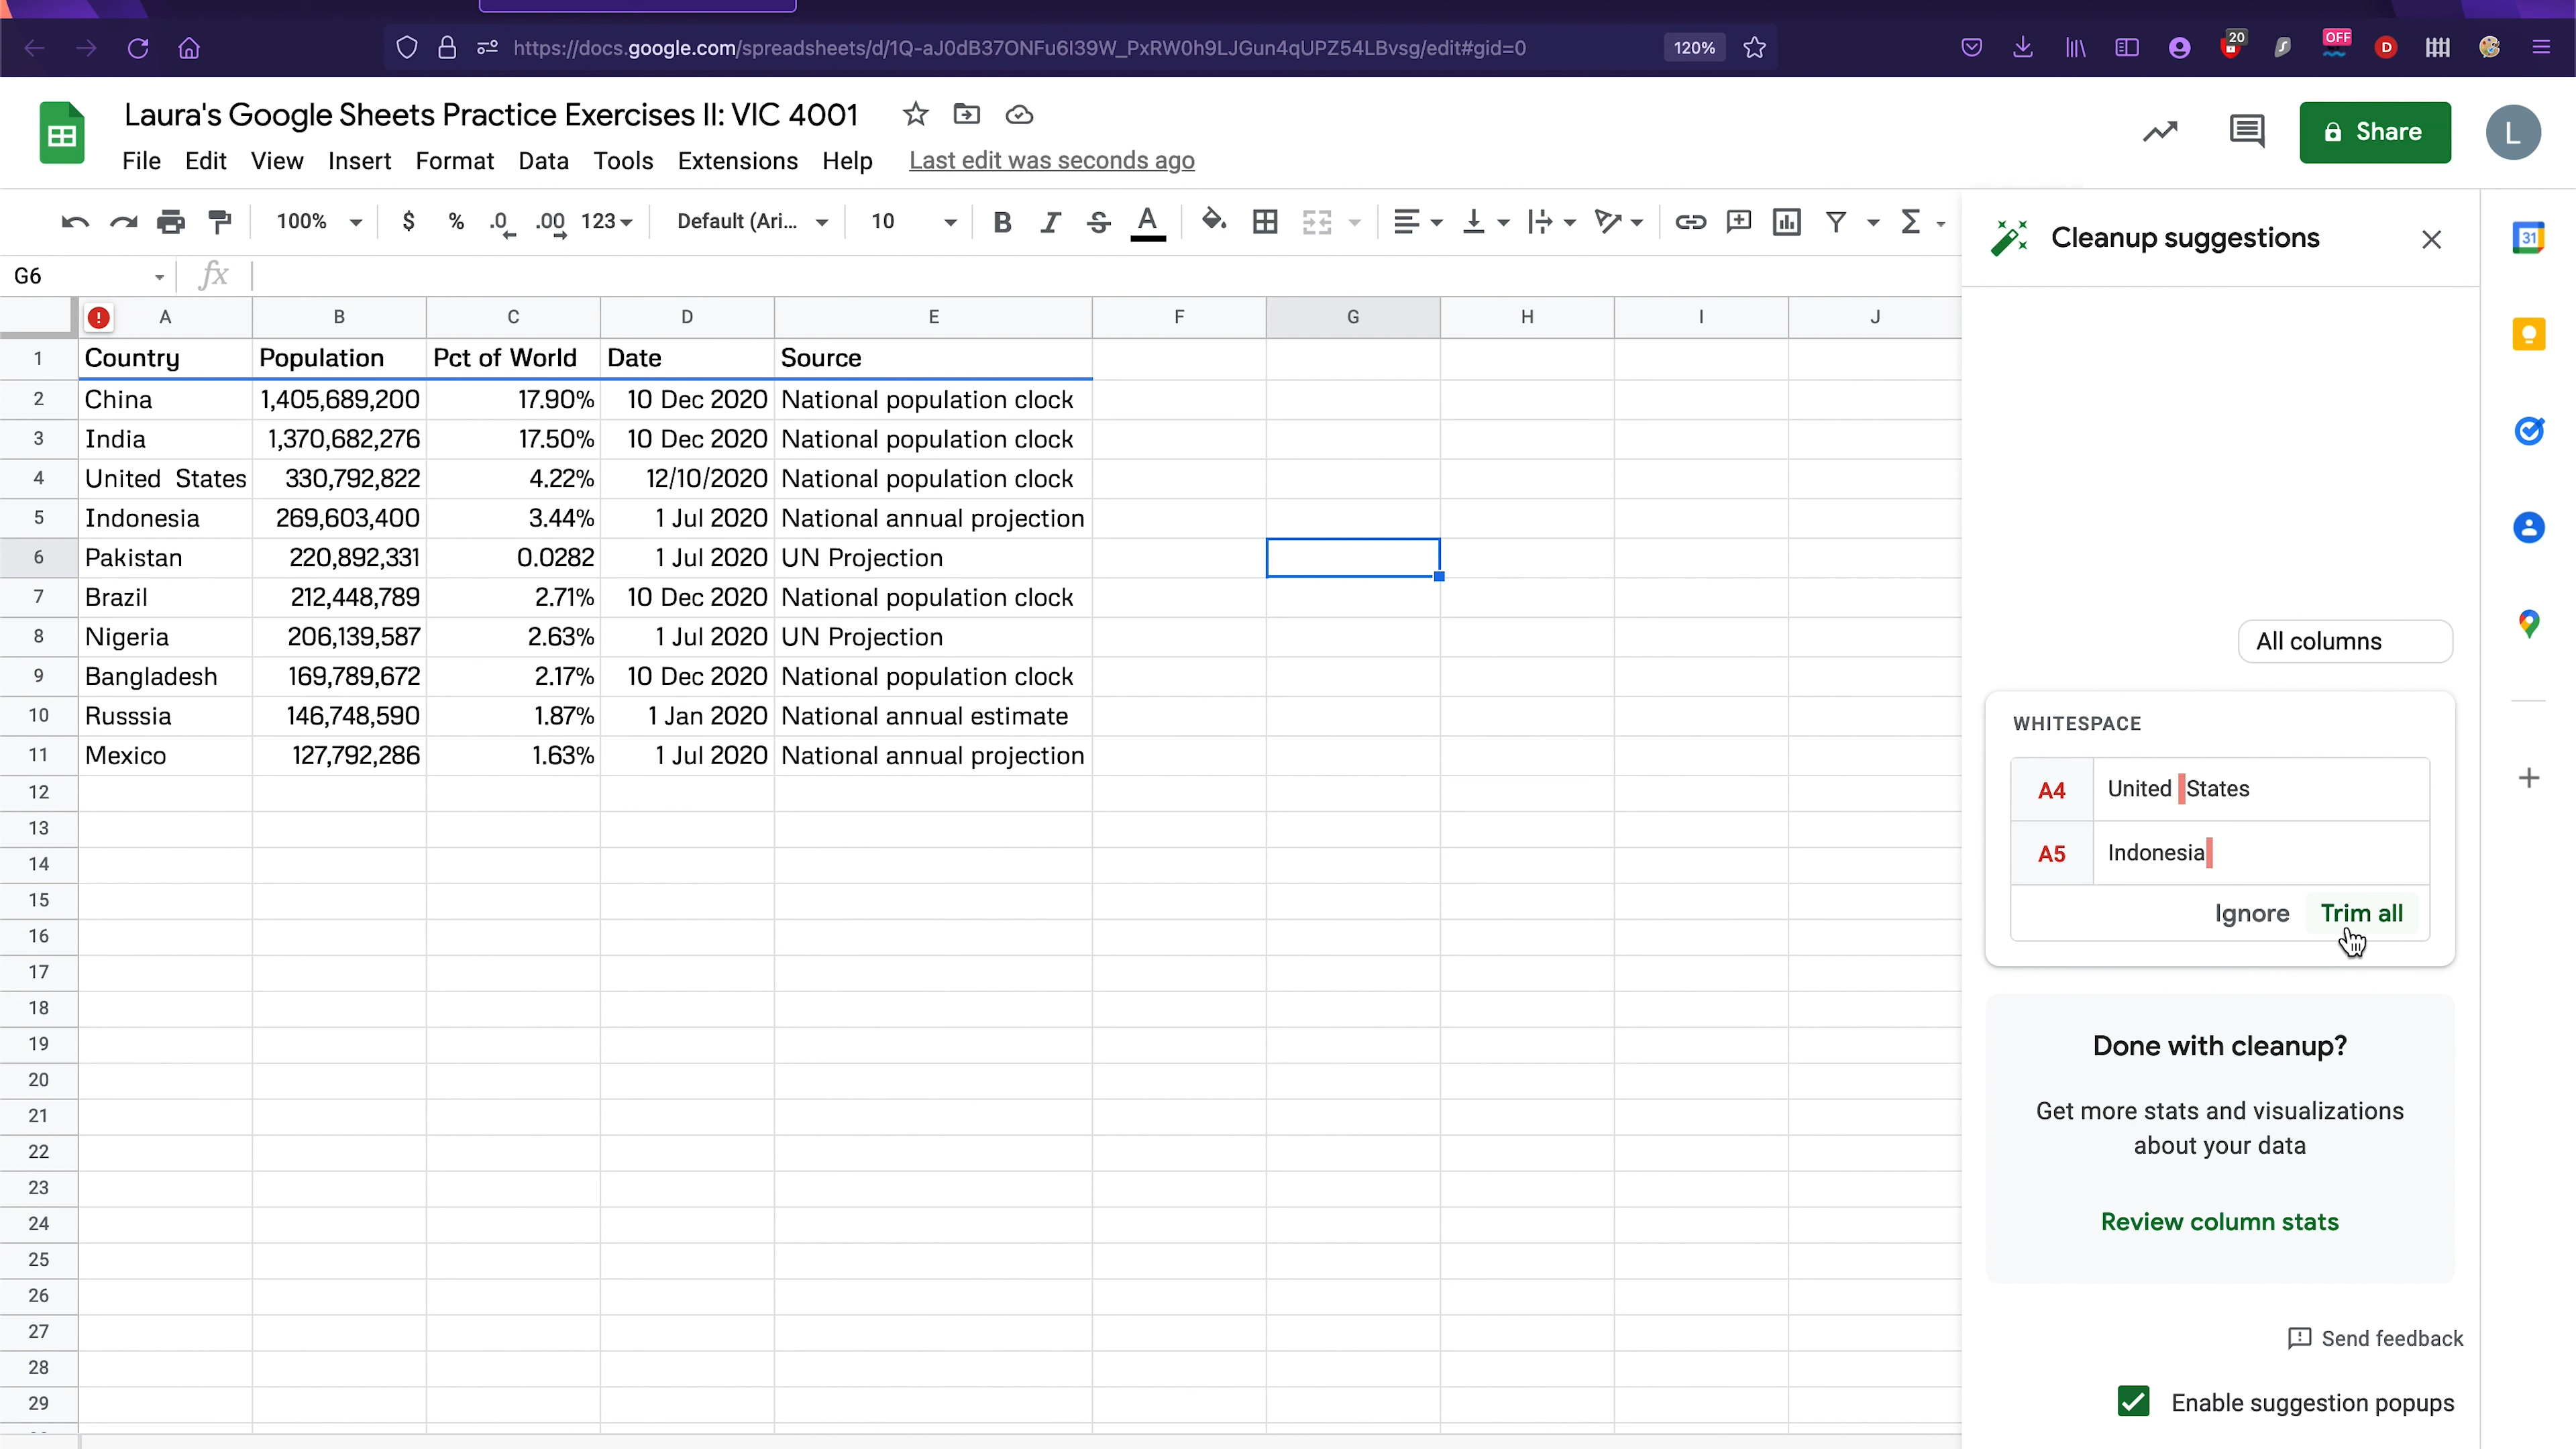 https://docs.google.com/spreadsheets/d/1Q-aJ0dB37ONFu6I39W_PxRW0h9LJGun4qUPZ54LBvsg/edit#gid=0 120% 20 OFF D
Laura's Google Sheets Practice Exercises II: VIC 4001
File Edit View Insert Format Data Tools Extensions Help Last edit was seconds ago Share L
100% $ % .0 .00 123 Default (Ari... 10 B I S A Σ
Cleanup suggestions
31
G6 fx
A B C D E F G H I J
1 Country Population Pct of World Date Source
2 China 1,405,689,200 17.90% 10 Dec 2020 National population clock
3 India 1,370,682,276 17.50% 10 Dec 2020 National population clock
4 United  States 330,792,822 4.22% 12/10/2020 National population clock
5 Indonesia 269,603,400 3.44% 1 Jul 2020 National annual projection
6 Pakistan 220,892,331 0.0282 1 Jul 2020 UN Projection
7 Brazil 212,448,789 2.71% 10 Dec 2020 National population clock
8 Nigeria 206,139,587 2.63% 1 Jul 2020 UN Projection
9 Bangladesh 169,789,672 2.17% 10 Dec 2020 National population clock
10 Russsia 146,748,590 1.87% 1 Jan 2020 National annual estimate
11 Mexico 127,792,286 1.63% 1 Jul 2020 National annual projection
12
13
14
15
16
17
18
19
20
21
22
23
24
25
26
27
28
29
All columns
WHITESPACE
A4 United  States
A5 Indonesia
Ignore Trim all
Done with cleanup?
Get more stats and visualizations
about your data
Review column stats
Send feedback
Enable suggestion popups